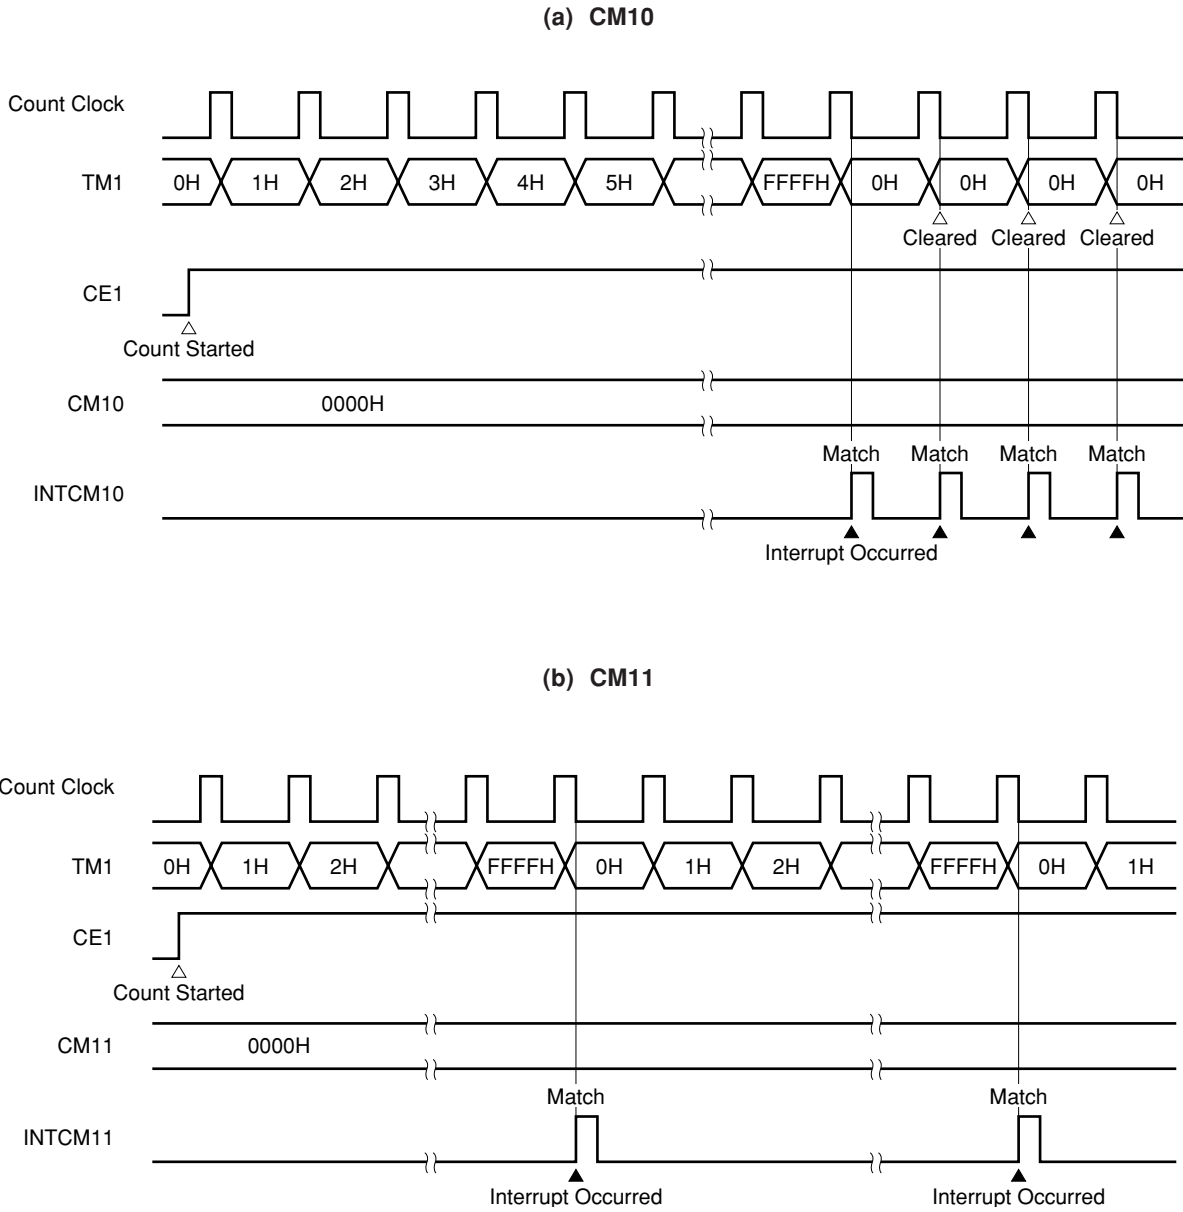 (a) CM10
Count Clock
TM1 0H 1H 2H 3H 4H 5H FFFFH 0H 0H 0H 0H
Cleared Cleared Cleared
CE1
Count Started
CM10 0000H
Match Match Match Match
INTCM10
Interrupt Occurred
(b) CM11
Count Clock
TM1 0H 1H 2H FFFFH 0H 1H 2H FFFFH 0H 1H
CE1
Count Started
CM11 0000H
Match Match
INTCM11
Interrupt Occurred Interrupt Occurred